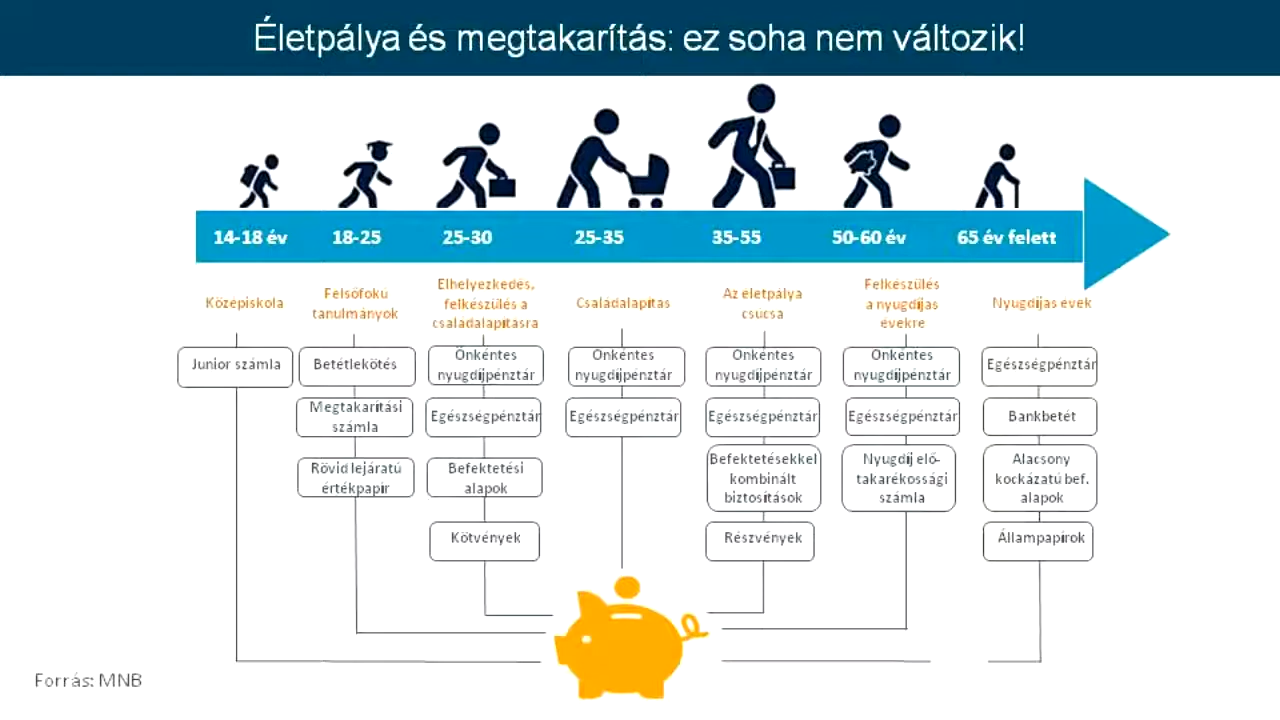 Életpálya és megtakarítás: ez soha nem változik!
14-18 év
18-25
25-30
25-35
35-55
50-60 év
65 év felett
Középiskola
Felsőfokú
tanulmányok
Elhelyezkedés,
felkészülés a
családalapításra
Családalapítás
Az életpálya
csúcsa
Felkészülés
a nyugdíjas
évekre
Nyugdíjas évek
Junior számla
Betétlekötés
Megtakarítási
számla
Rövid lejáratú
értékpapír
Önkéntes
nyugdíjpénztár
Egészségpénztár
Befektetési
alapok
Kötvények
Önkéntes
nyugdíjpénztár
Egészségpénztár
Önkéntes
nyugdíjpénztár
Egészségpénztár
Befektetésekkel
kombinált
biztosítások
Részvények
Önkéntes
nyugdíjpénztár
Egészségpénztár
Nyugdíj elő-
takarékossági
számla
Egészségpénztár
Bankbetét
Alacsony
kockázatú bef.
alapok
Állampapírok
Forrás: MNB